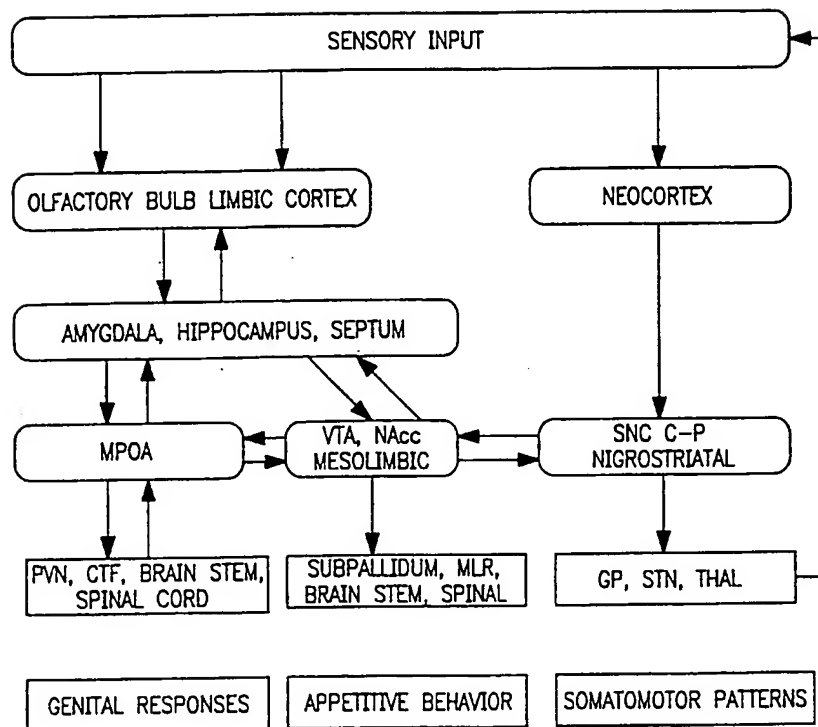 SENSORY INPUT
OLFACTORY BULB LIMBIC CORTEX
NEOCORTEX
AMYGDALA, HIPPOCAMPUS, SEPTUM
MPOA
VTA, NAcc
MESOLIMBIC
SNC C-P
NIGROSTRIATAL
PVN, CTF, BRAIN STEM,
SPINAL CORD
SUBPALLIDUM, MLR,
BRAIN STEM, SPINAL
GP, STN, THAL
GENITAL RESPONSES
APPETITIVE BEHAVIOR
SOMATOMOTOR PATTERNS